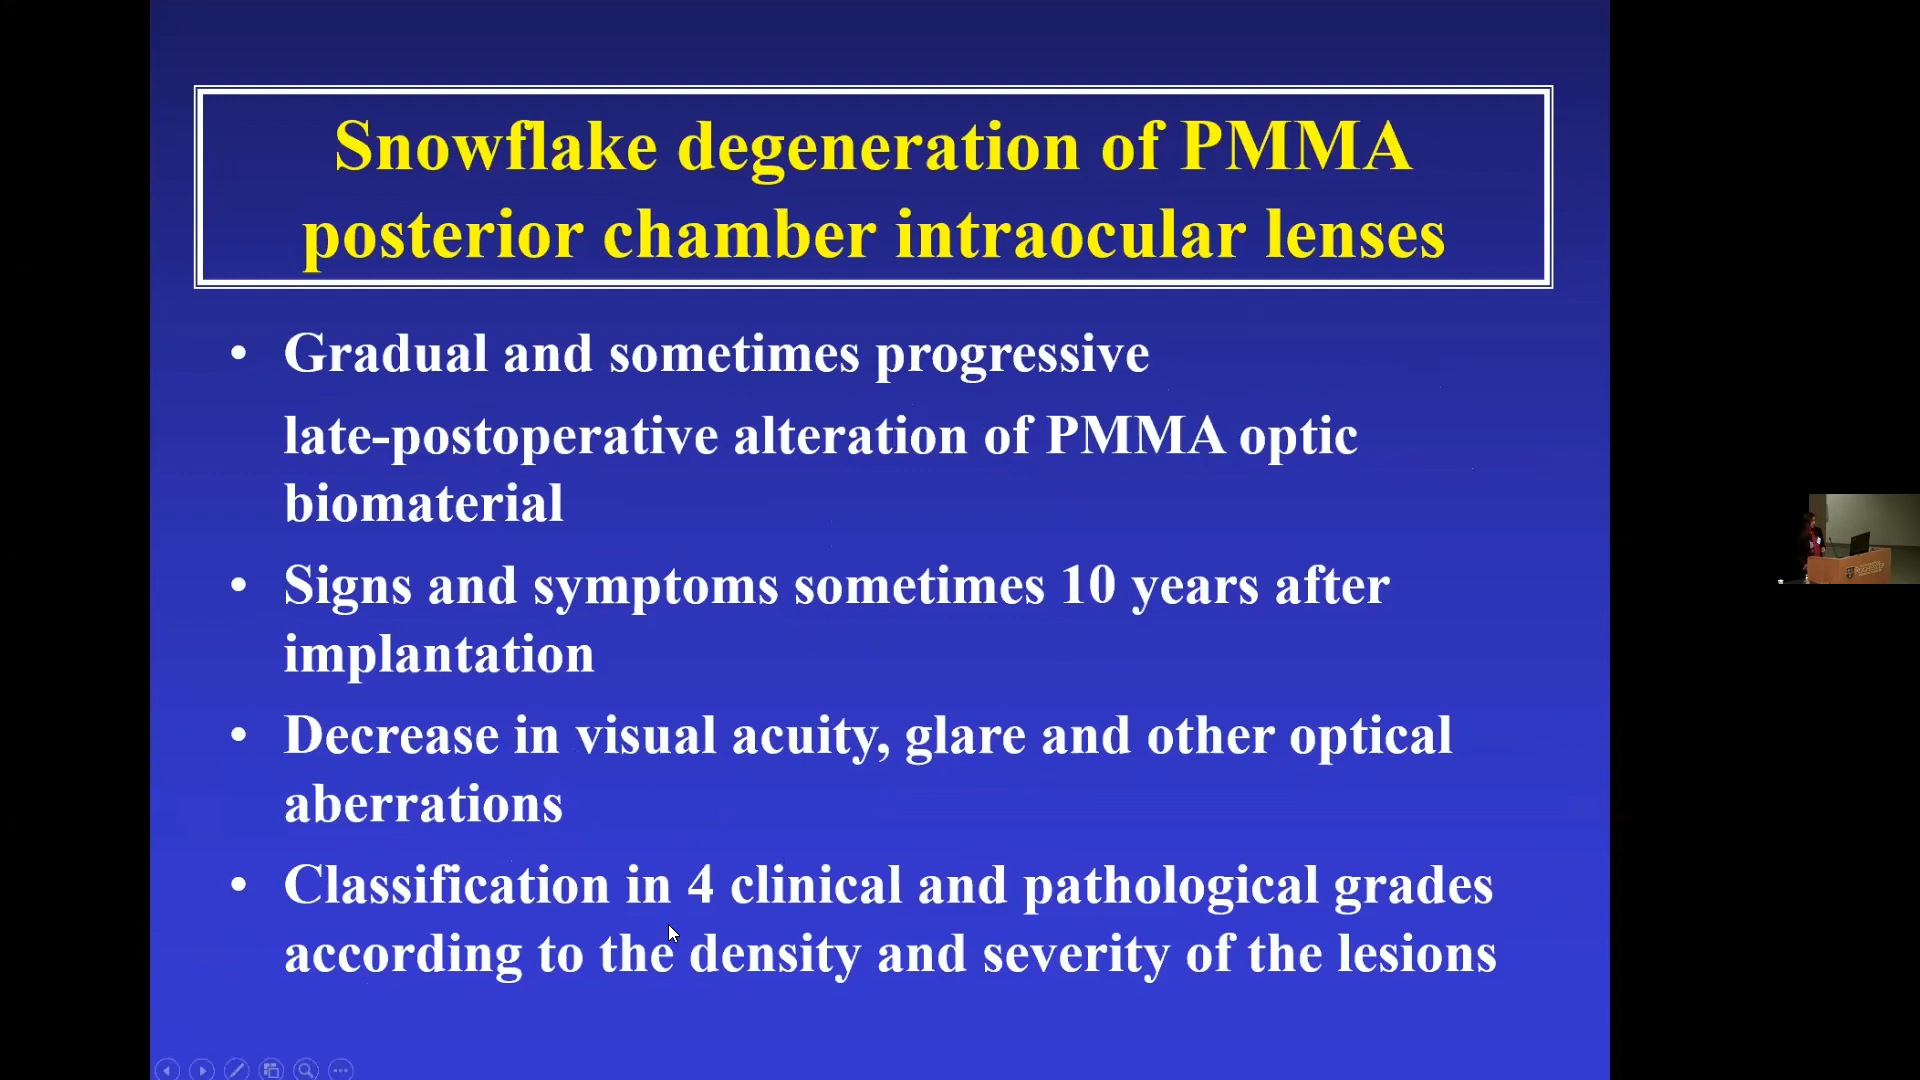 Snowflake degeneration of PMMA
posterior chamber intraocular lenses
• Gradual and sometimes progressive
late-postoperative alteration of PMMA optic
biomaterial
• Signs and symptoms sometimes 10 years after
implantation
• Decrease in visual acuity, glare and other optical
aberrations
• Classification in 4 clinical and pathological grades
according to the density and severity of the lesions